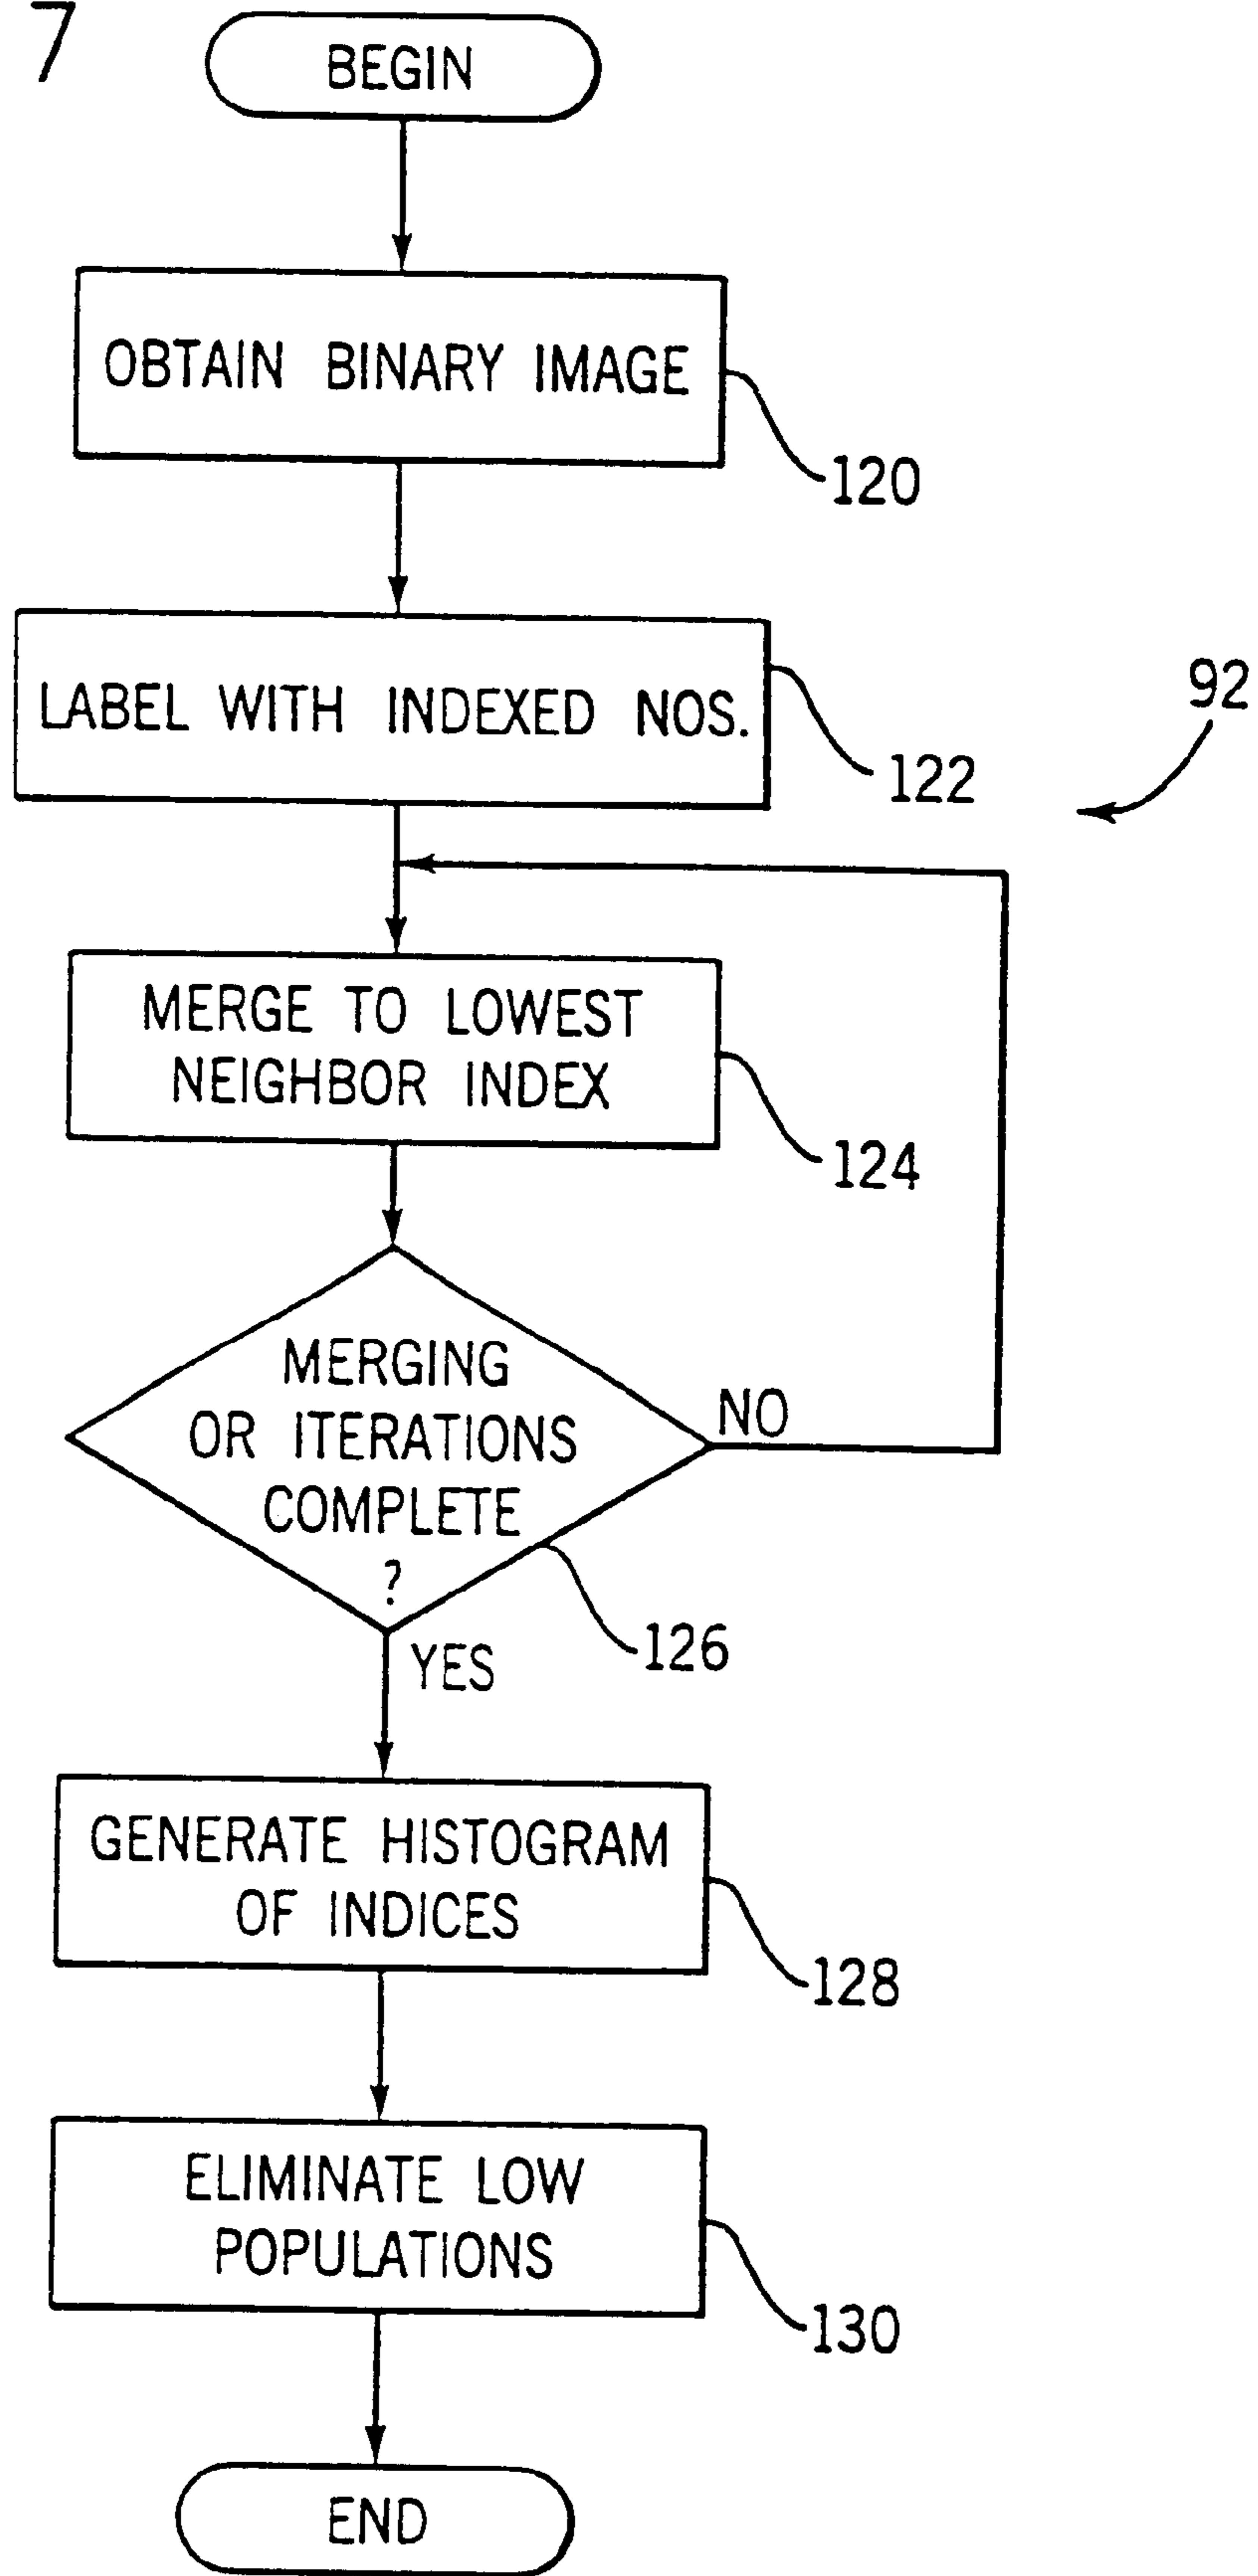 7
BEGIN
OBTAIN BINARY IMAGE
120
LABEL WITH INDEXED NOS.
122
92
MERGE TO LOWEST
NEIGHBOR INDEX
124
MERGING
OR ITERATIONS
COMPLETE
?
NO
126
YES
GENERATE HISTOGRAM
OF INDICES
128
ELIMINATE LOW
POPULATIONS
130
END